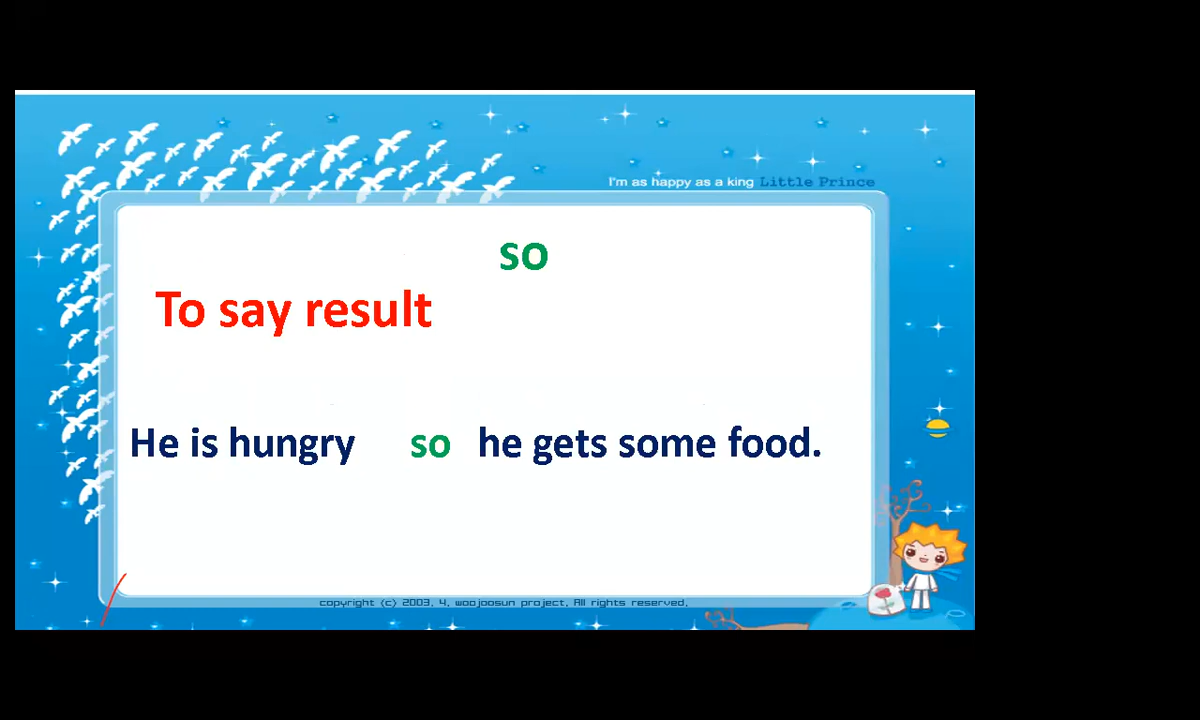 I'm as happy as a king Little Prince
so
To say result
He is hungry so he gets some food.
copyright (c) 2003. 4. woojoosun project. All rights reserved.